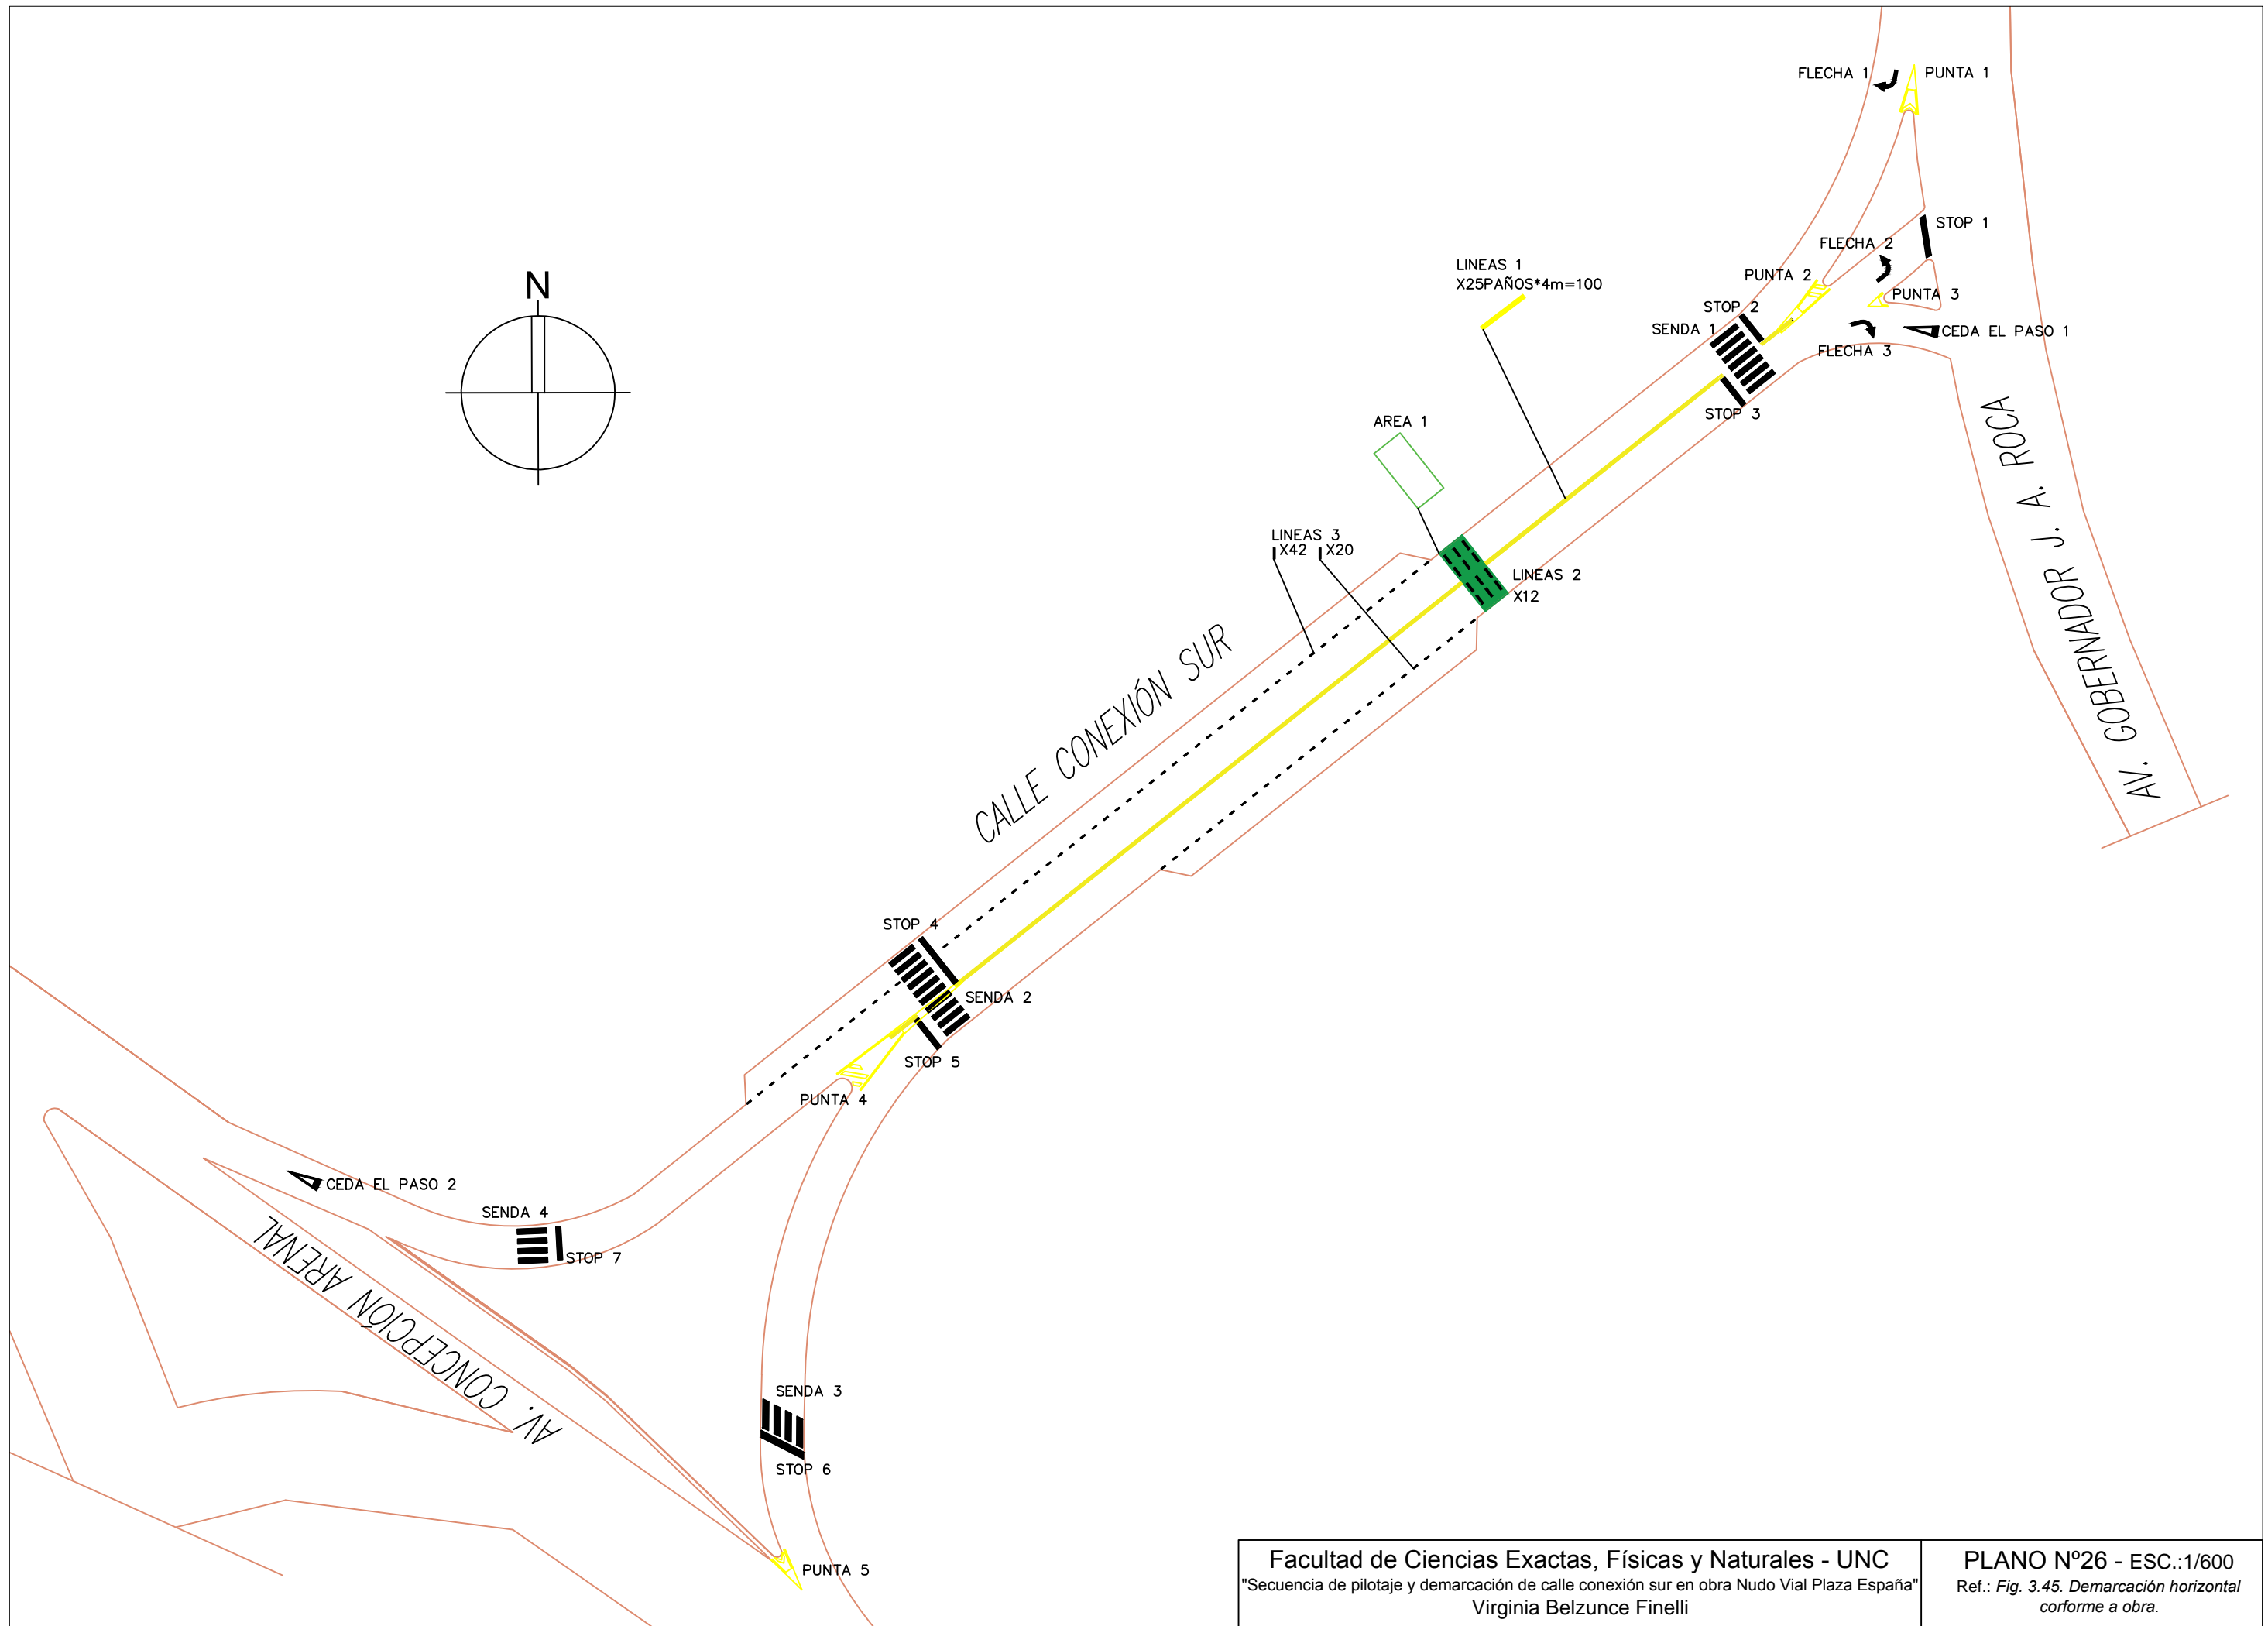 FLECHA 1
PUNTA 1
STOP 1
FLECHA 2
PUNTA 2
PUNTA 3
LINEAS 1
X25PAÑOS*4m=100
STOP 2
SENDA 1
CEDA EL PASO 1
FLECHA 3
STOP 3
N
AREA 1
AV. GOBERNADOR J. A. ROCA
LINEAS 3
X42 X20
LINEAS 2
X12
CALLE CONEXIÓN SUR
STOP 4
SENDA 2
STOP 5
PUNTA 4
CEDA EL PASO 2
SENDA 4
STOP 7
AV. CONCEPCIÓN ARENAL
SENDA 3
STOP 6
PUNTA 5
Facultad de Ciencias Exactas, Físicas y Naturales - UNC
"Secuencia de pilotaje y demarcación de calle conexión sur en obra Nudo Vial Plaza España"
Virginia Belzunce Finelli
PLANO Nº26 - ESC.:1/600
Ref.: Fig. 3.45. Demarcación horizontal
corforme a obra.